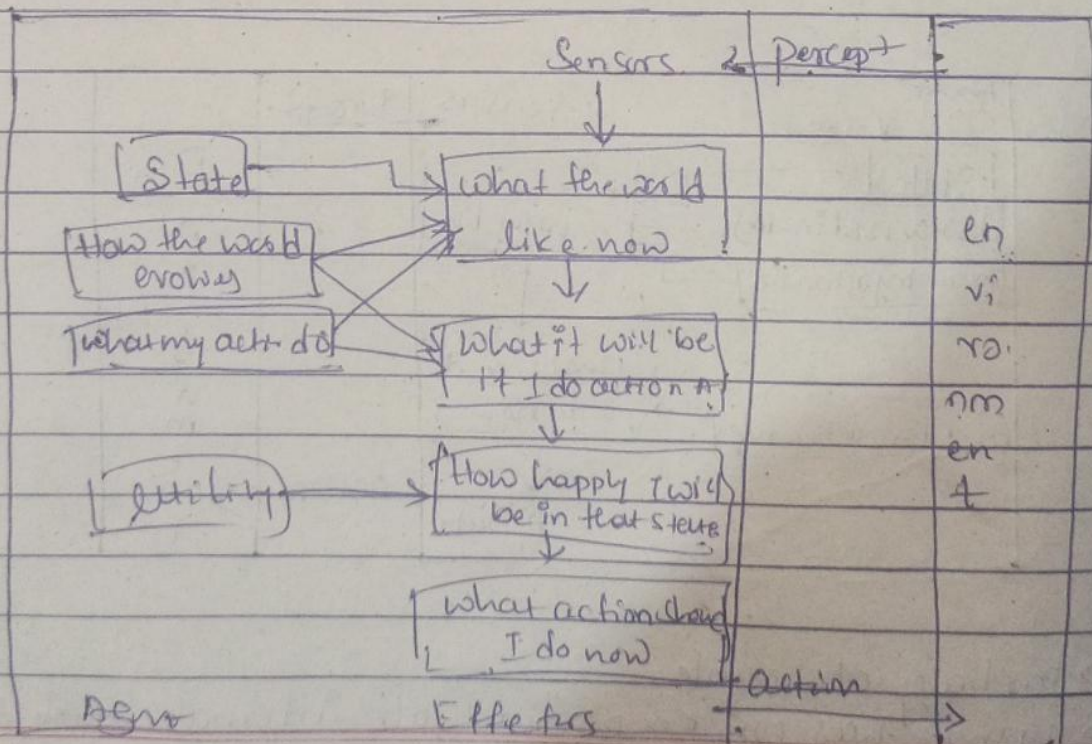 Sensors Percept
State
What the world
like now
How the world
evolves
what my actn do
What it will be
if I do action A
utility
How happy I will
be in that state
what action should
I do now
action
Agent Effectors
en
vi
ro
nm
en
t